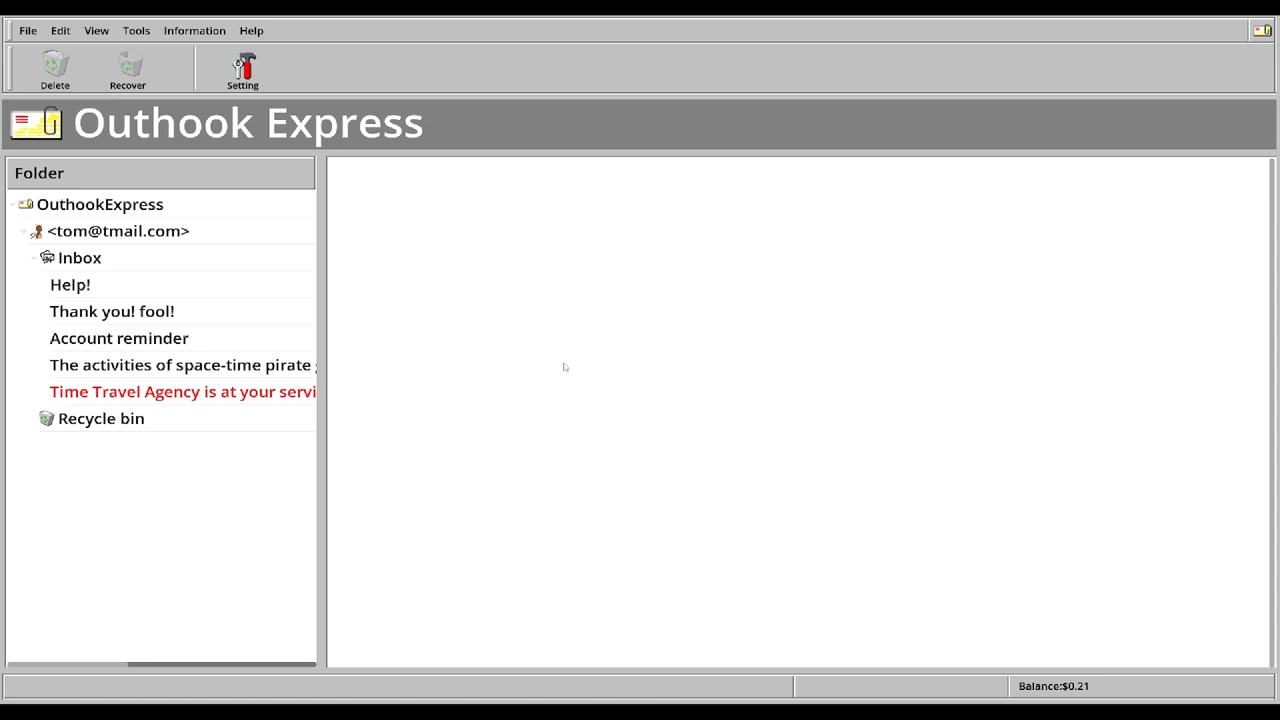 File Edit View Tools Information Help
Delete Recover Setting
Outhook Express
Folder
OuthookExpress
<tom@tmail.com>
Inbox
Help!
Thank you! fool!
Account reminder
The activities of space-time pirate
Time Travel Agency is at your servi
Recycle bin
Balance:$0.21